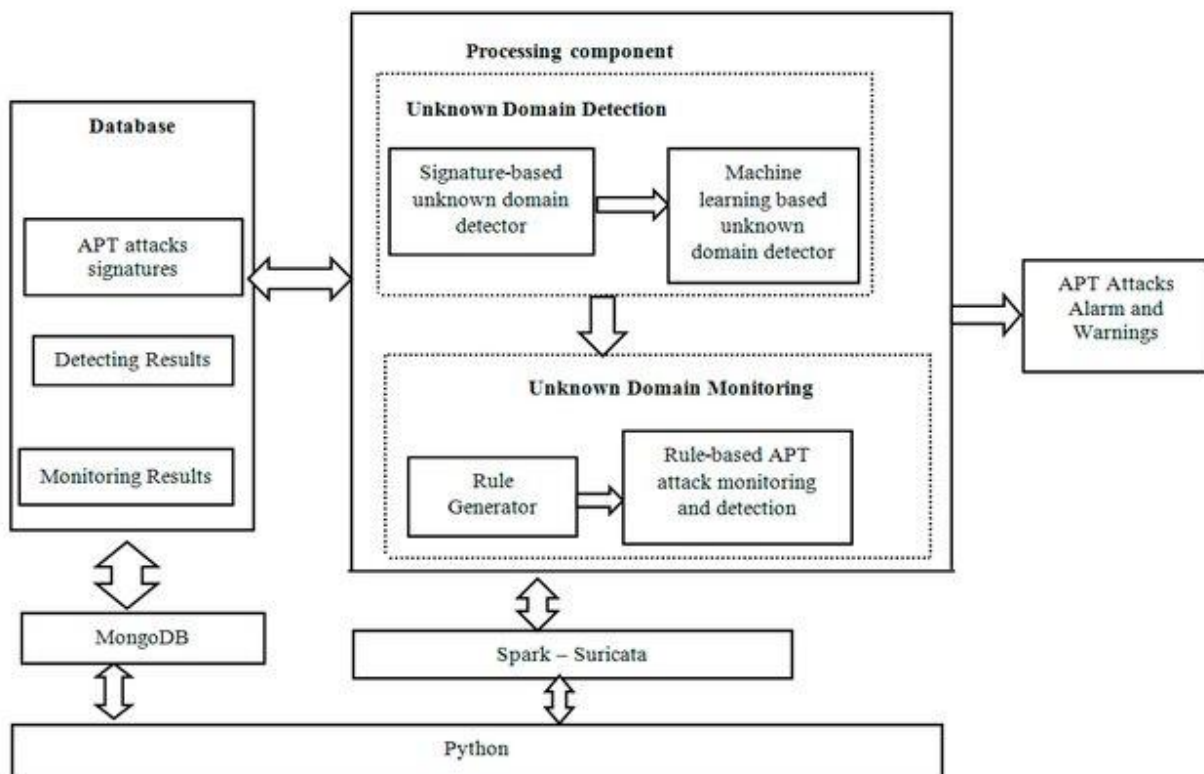 Processing component
Unknown Domain Detection
Database
Signature-based
unknown domain
detector
Machine
learning based
unknown
domain detector
APT attacks
signatures
APT Attacks
Alarm and
Warnings
Detecting Results
Unknown Domain Monitoring
Rule
Generator
Rule-based APT
attack monitoring
and detection
Monitoring Results
MongoDB
Spark – Suricata
Python